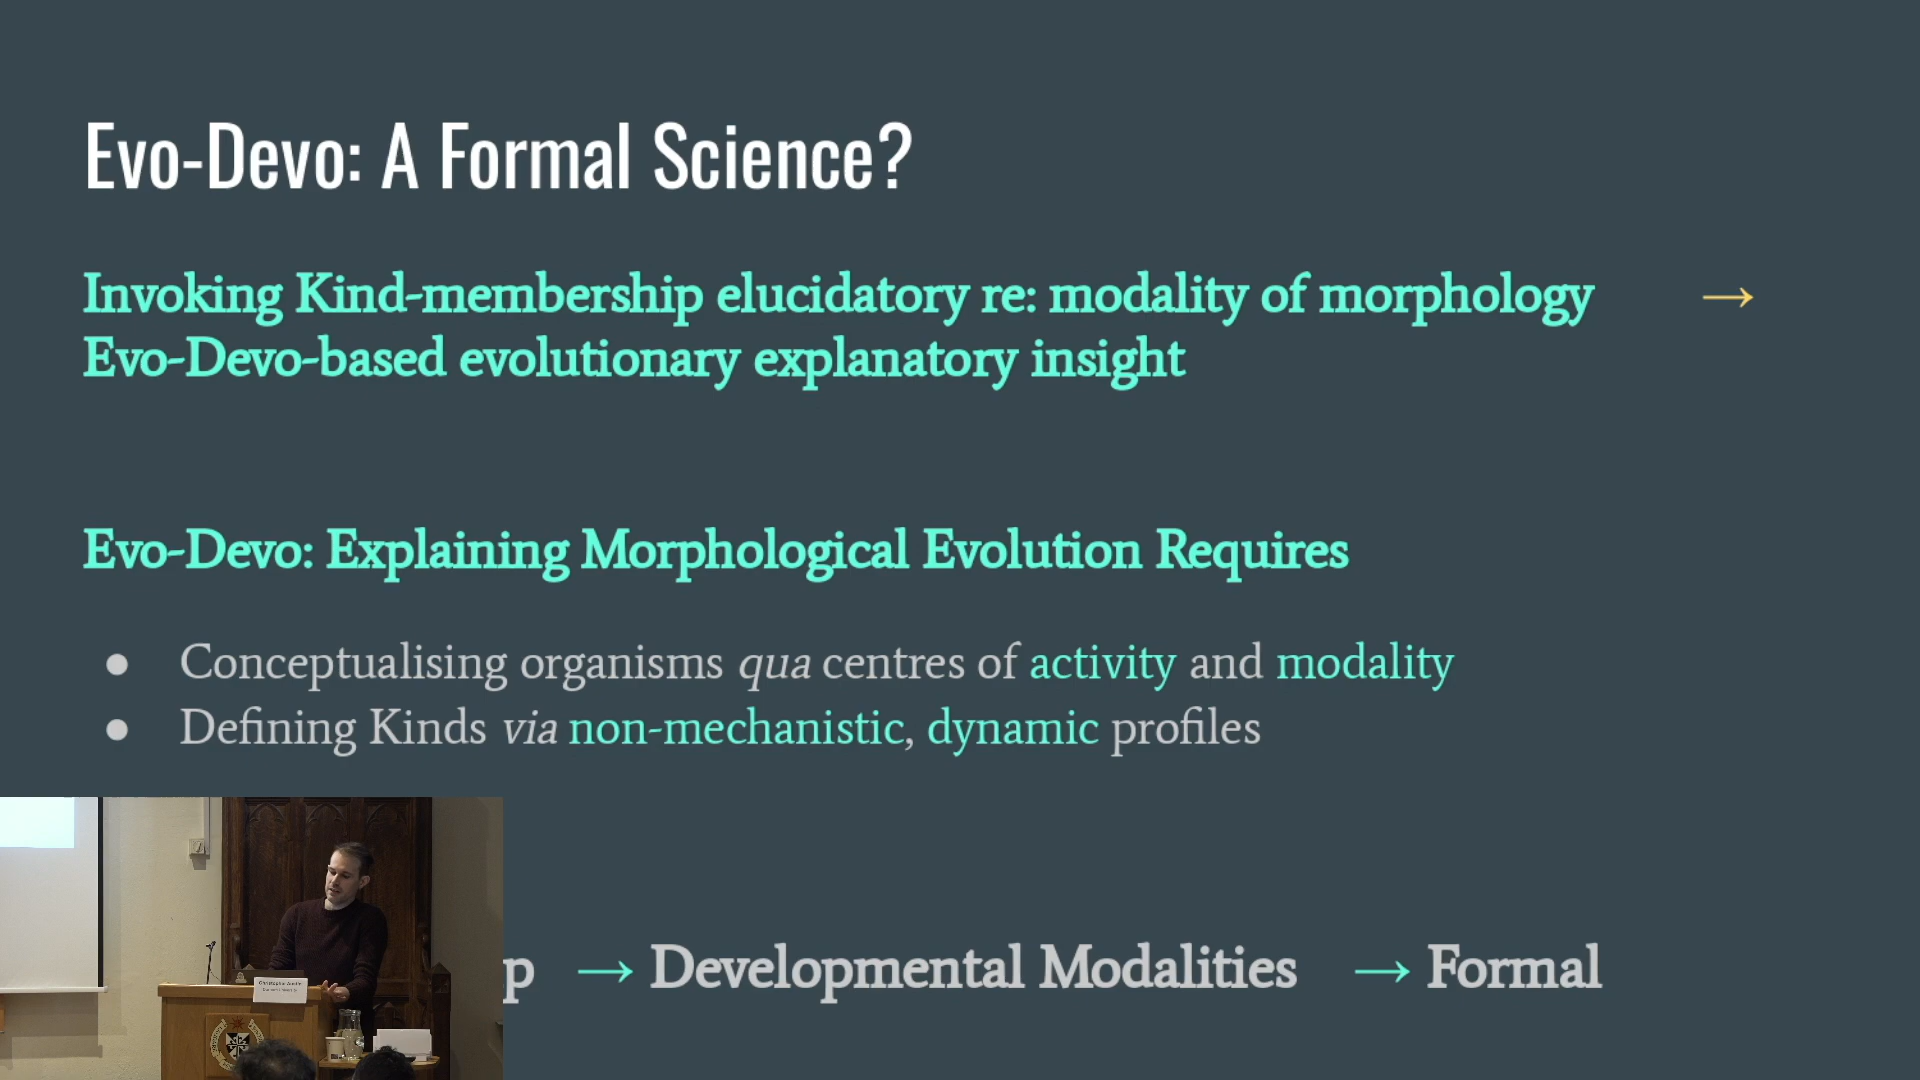 Evo-Devo: A Formal Science?
Invoking Kind-membership elucidatory re: modality of morphology →
Evo-Devo-based evolutionary explanatory insight
Evo-Devo: Explaining Morphological Evolution Requires
● Conceptualising organisms qua centres of activity and modality
● Defining Kinds via non-mechanistic, dynamic profiles
p → Developmental Modalities → Formal
Christopher Austin